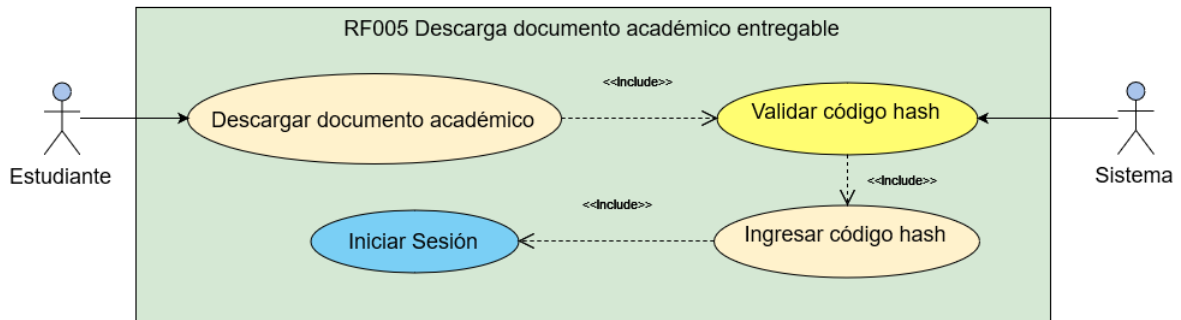 RF005 Descarga documento académico entregable
<<Include>>
Descargar documento académico
Validar código hash
Estudiante
Sistema
<<Include>>
<<Include>>
Iniciar Sesión
Ingresar código hash